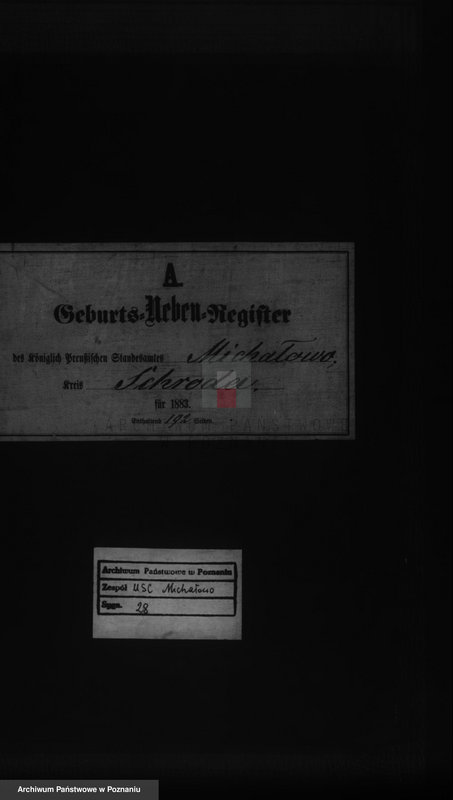 A.
Geburts-Neben-Register
des Königlich Preußischen Standesamtes Michałowo,
Kreis Schroda.
für 1883.
Enthaltend 192 Seiten.
Archiwum Państwowe w Poznaniu
Zespół USC Michałowo
Sygn. 28
Archiwum Państwowe w Poznaniu